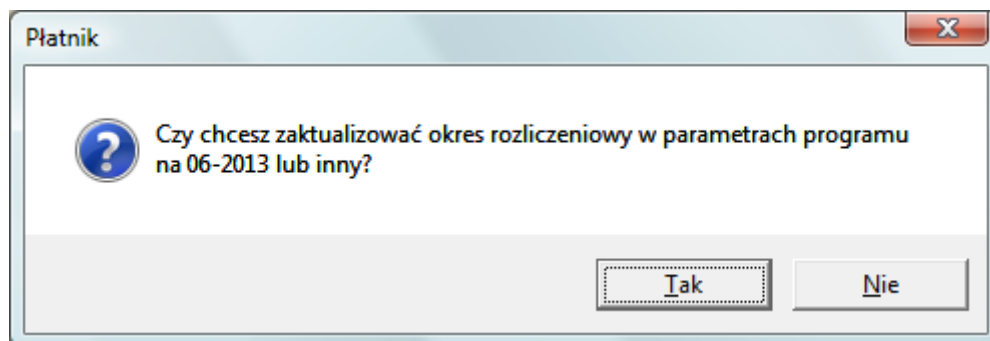 Płatnik
Czy chcesz zaktualizować okres rozliczeniowy w parametrach programu
na 06-2013 lub inny?
Tak
Nie